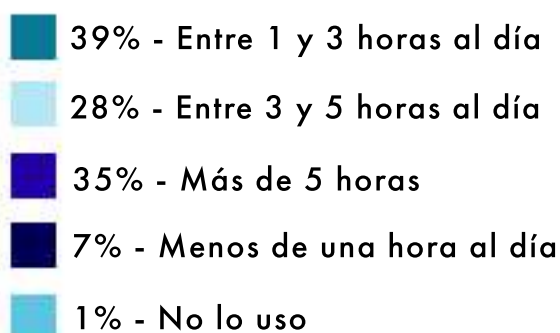 39% - Entre 1 y 3 horas al día
28% - Entre 3 y 5 horas al día
35% - Más de 5 horas
7% - Menos de una hora al día
1% - No lo uso